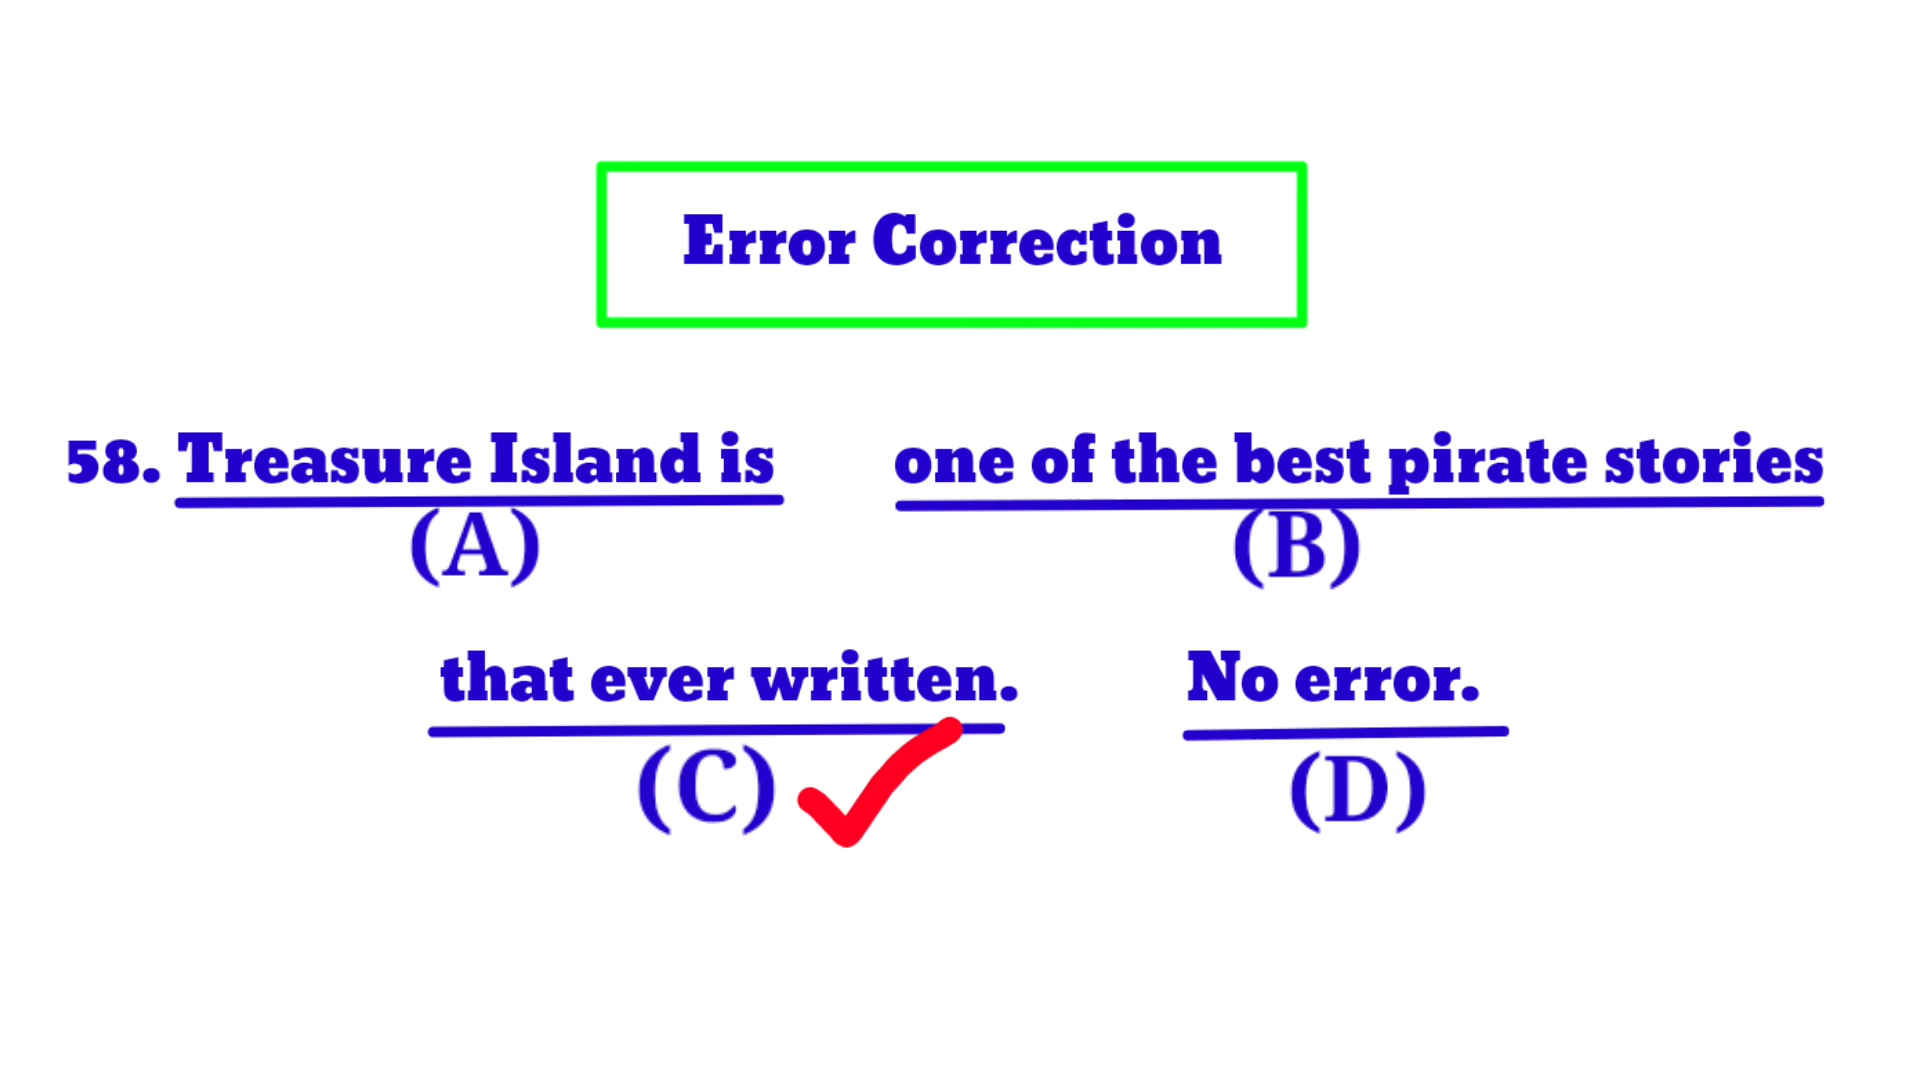 Error Correction
58. Treasure Island is one of the best pirate stories
(A) (B)
that ever written. No error.
(C) (D)